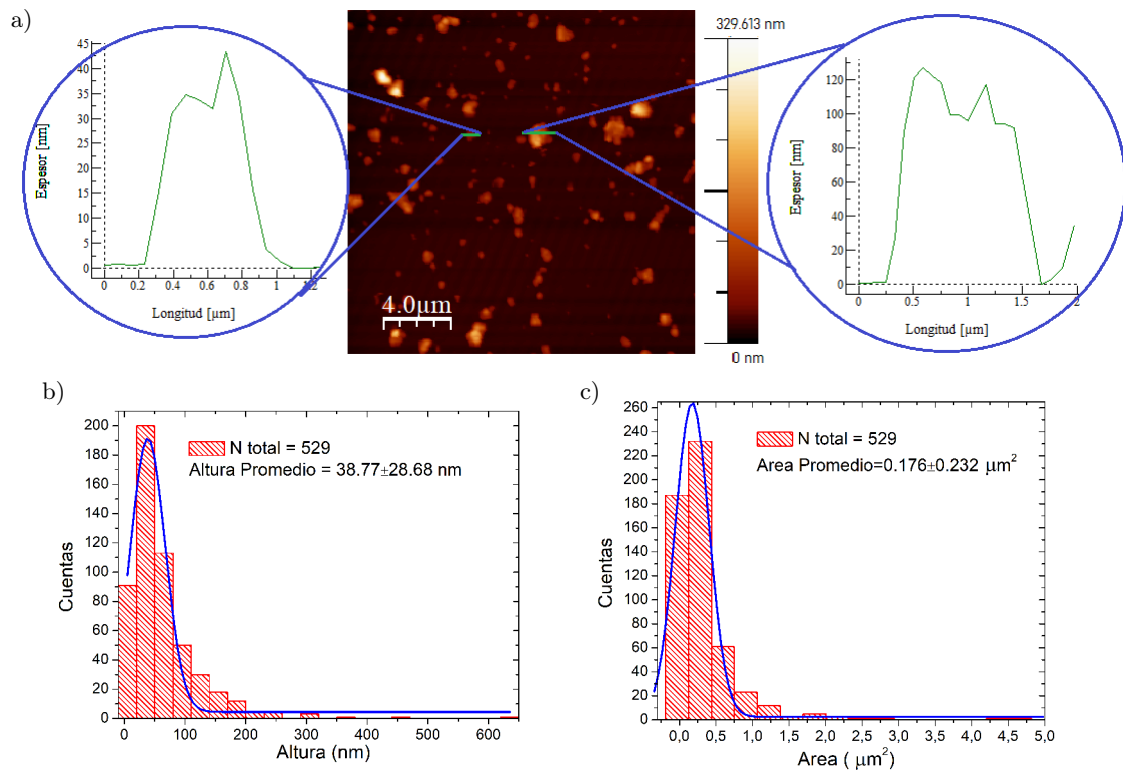 a)
45
40
35
30
25
20
15
10
5
0
Espesor [nm]
0
0.2
0.4
0.6
0.8
1
1.2
Longitud [µm]
4.0µm
329.613 nm
0 nm
120
100
80
60
40
20
0
Espesor [nm]
0
0.5
1
1.5
2
Longitud [µm]
b)
200
180
160
140
120
100
80
60
40
20
0
Cuentas
N total = 529
Altura Promedio = 38.77±28.68 nm
0 100 200 300 400 500 600
Altura (nm)
c)
260
240
220
200
180
160
140
120
100
80
60
40
20
0
Cuentas
N total = 529
Area Promedio=0.176±0.232 µm²
0,0 0,5 1,0 1,5 2,0 2,5 3,0 3,5 4,0 4,5 5,0
Area ( µm²)